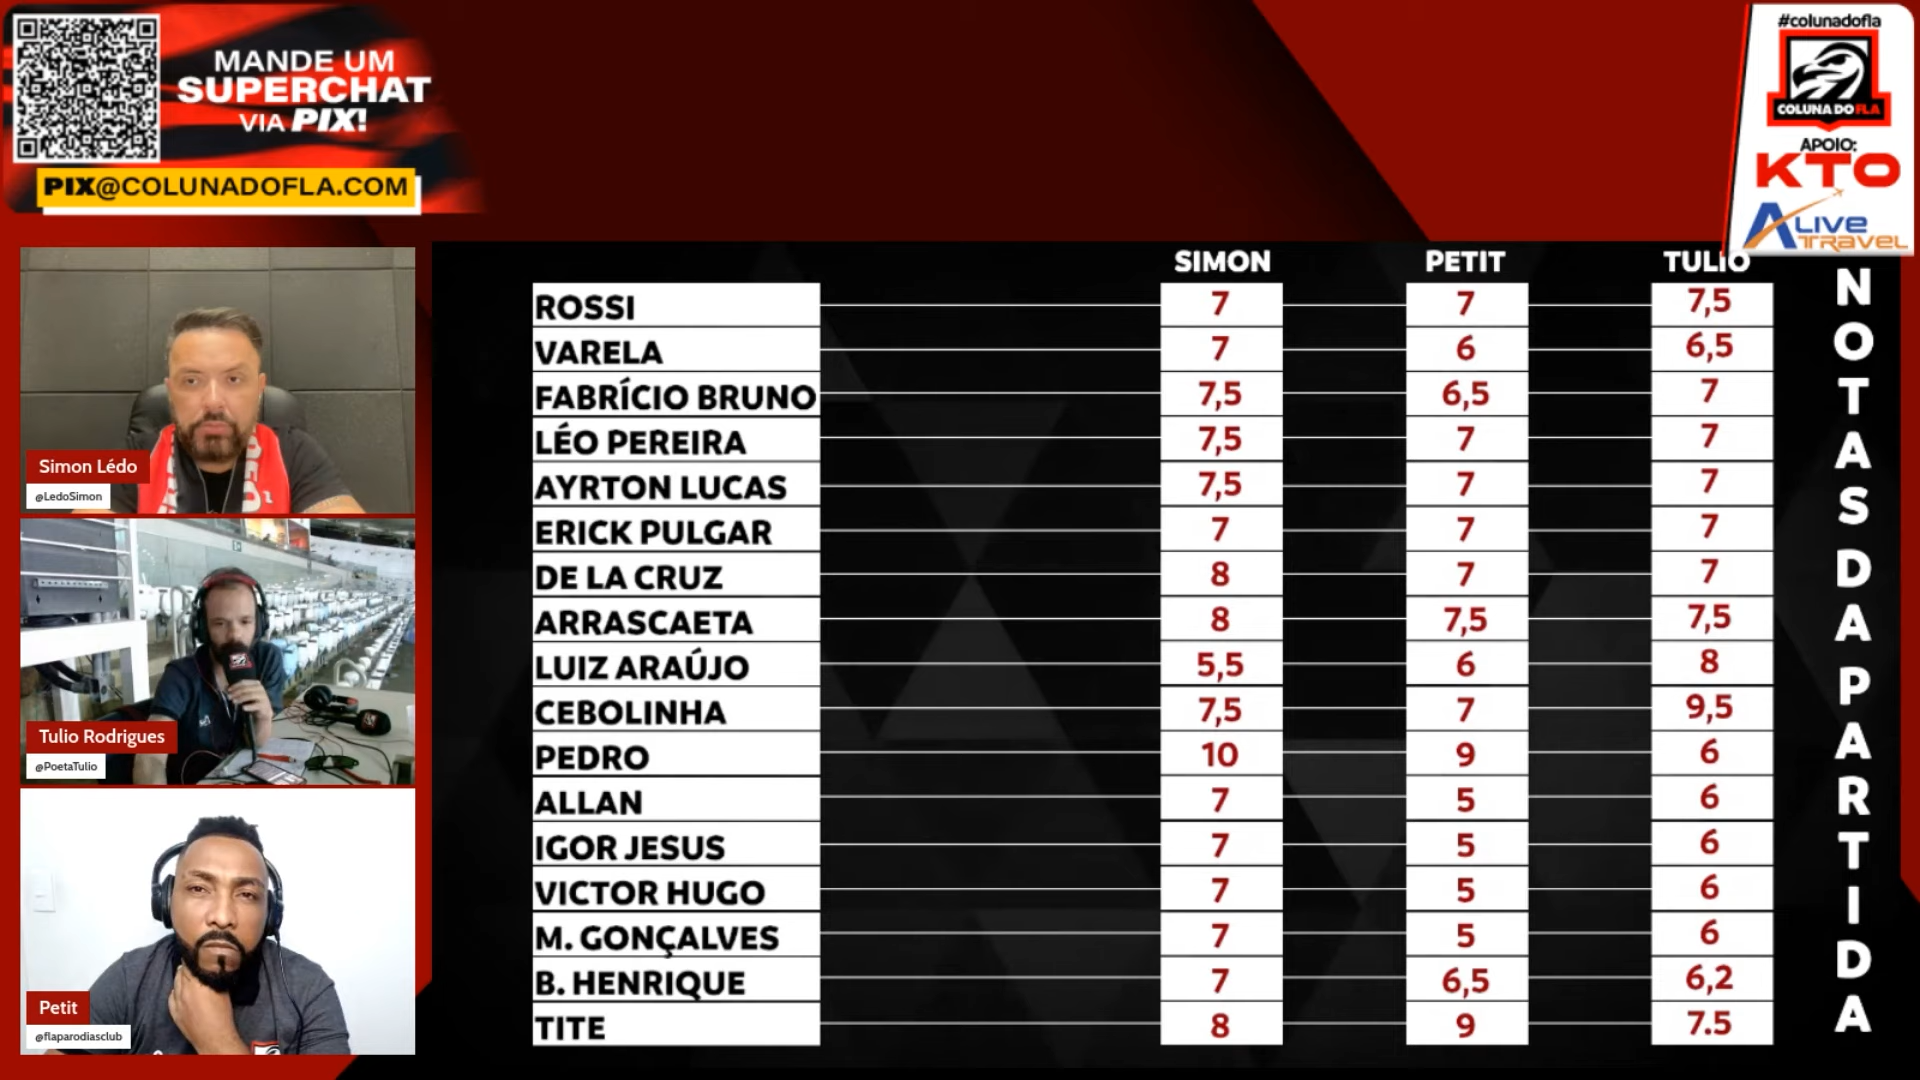 MANDE UM
SUPERCHAT
VIA PIX!
PIX@COLUNADOFLA.COM
#colunadofla
COLUNA DO FLA
APOIO:
KTO
ALIVE
TRAVEL
Simon Lédo
@LedoSimon
Tulio Rodrigues
@PoetaTulio
Petit
@flaparodiasclub
SIMON PETIT TULIO
ROSSI 7 7 7,5
VARELA 7 6 6,5
FABRÍCIO BRUNO 7,5 6,5 7
LÉO PEREIRA 7,5 7 7
AYRTON LUCAS 7,5 7 7
ERICK PULGAR 7 7 7
DE LA CRUZ 8 7 7
ARRASCAETA 8 7,5 7,5
LUIZ ARAÚJO 5,5 6 8
CEBOLINHA 7,5 7 9,5
PEDRO 10 9 6
ALLAN 7 5 6
IGOR JESUS 7 5 6
VICTOR HUGO 7 5 6
M. GONÇALVES 7 5 6
B. HENRIQUE 7 6,5 6,2
TITE 8 9 7.5
NOTAS DA PARTIDA